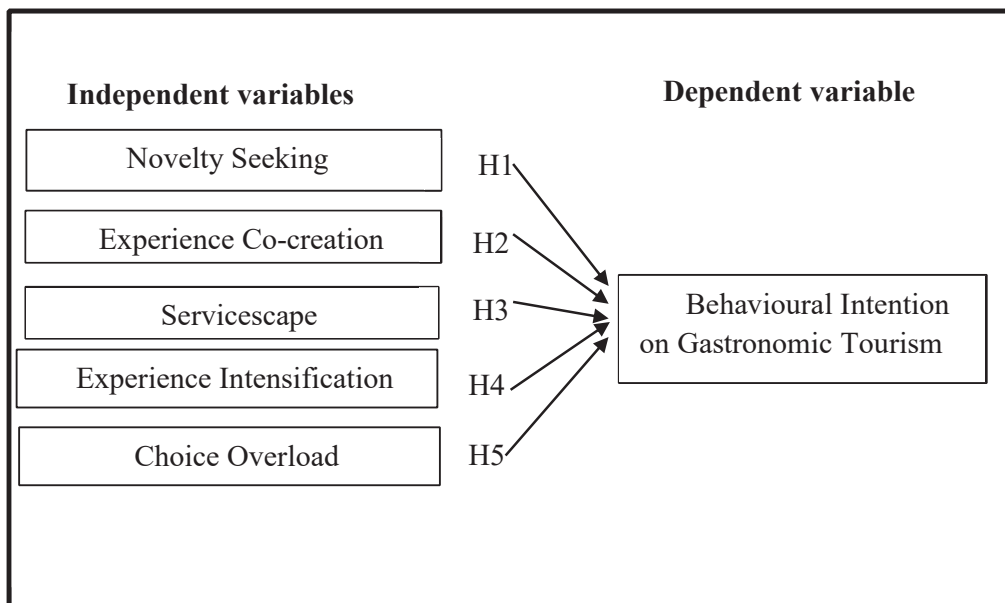 Independent variables
Dependent variable
Novelty Seeking
H1
Experience Co-creation
H2
Servicescape
H3
Experience Intensification
H4
Choice Overload
H5
Behavioural Intention
on Gastronomic Tourism